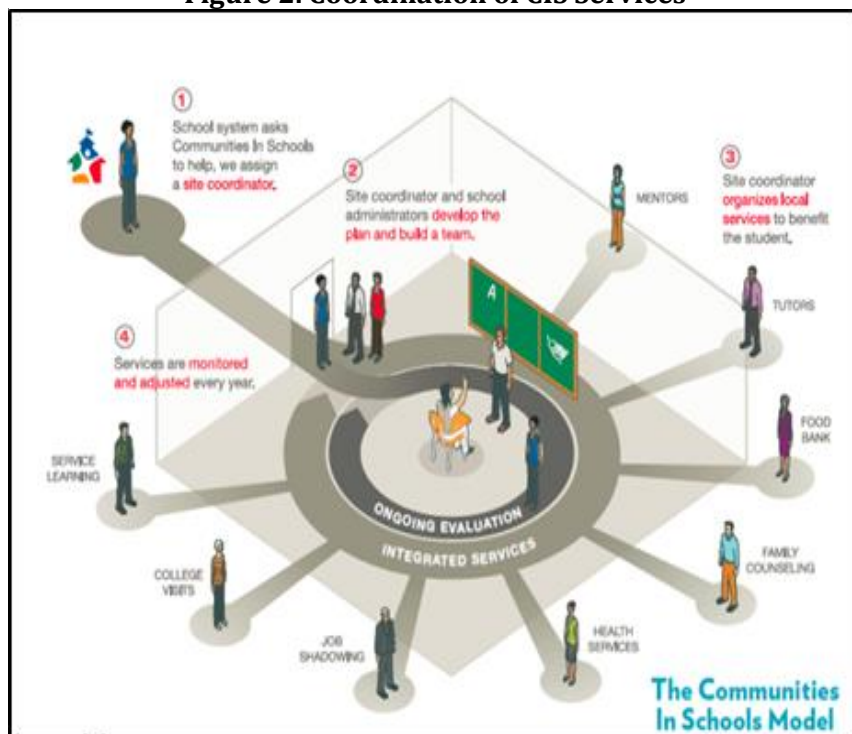 Figure 2. Coordination of CIS Services
1
School system asks
Communities In Schools
to help, we assign
a site coordinator.
2
Site coordinator and school
administrators develop the
plan and build a team.
3
Site coordinator
organizes local
services to benefit
the student.
4
Services are monitored
and adjusted every year.
MENTORS
TUTORS
FOOD
BANK
FAMILY
COUNSELING
HEALTH
SERVICES
JOB
SHADOWING
COLLEGE
VISITS
SERVICE
LEARNING
A
ONGOING EVALUATION
INTEGRATED SERVICES
The Communities
In Schools Model